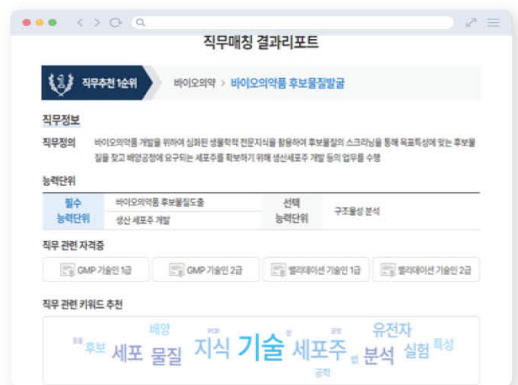 직무매칭 결과리포트
1 직무추천 1순위 바이오의약 > 바이오의약품 후보물질발굴
직무정보
직무정의 바이오의약품 개발을 위하여 심화된 생물학적 전문지식을 활용하여 후보물질의 스크리닝을 통해 목표특성에 맞는 후보물
질을 찾고 배양공정에 요구되는 세포주를 확보하기 위해 생산세포주 개발 등의 업무를 수행
능력단위
필수 능력단위 바이오의약품 후보물질도출 선택 능력단위 구조물성 분석
생산 세포주 개발
직무 관련 자격증
GMP 기술인 1급 GMP 기술인 2급 밸리데이션 기술인 1급 밸리데이션 기술인 2급
직무 관련 키워드 추천
배양 유전자
후보 세포 물질 지식 기술 세포주 법 분석 실험 특성
공학